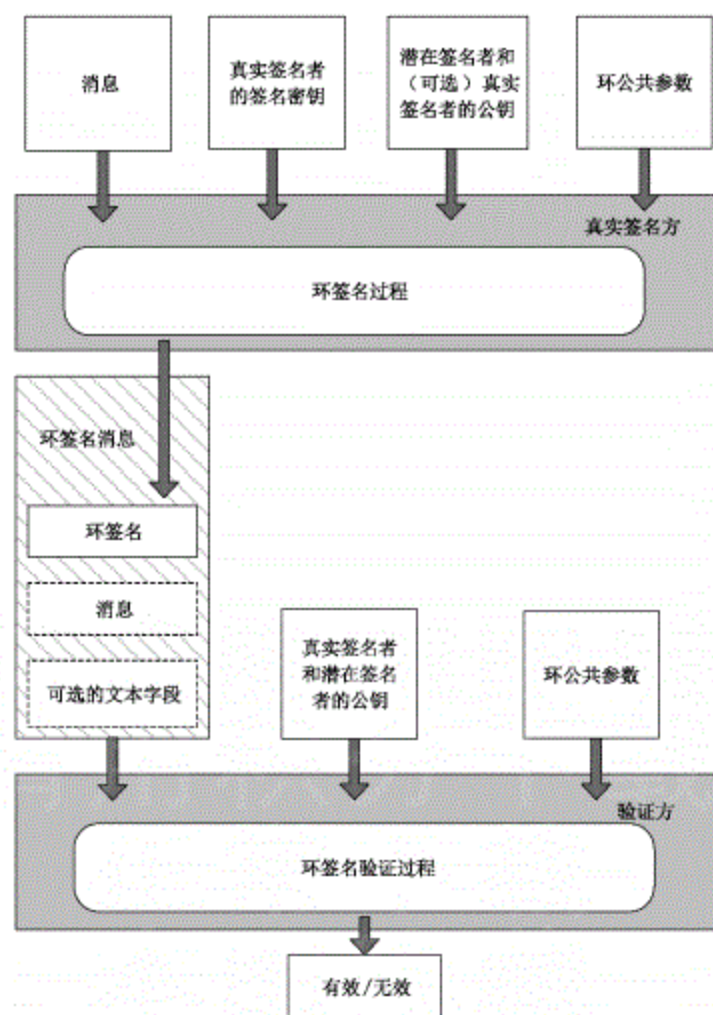 消息
真实签名者
的签名密钥
潜在签名者和
（可选）真实
签名者的公钥
环公共参数
真实签名方
环签名过程
环签名消息
环签名
消息
可选的文本字段
真实签名者
和潜在签名
者的公钥
环公共参数
验证方
环签名验证过程
有效/无效